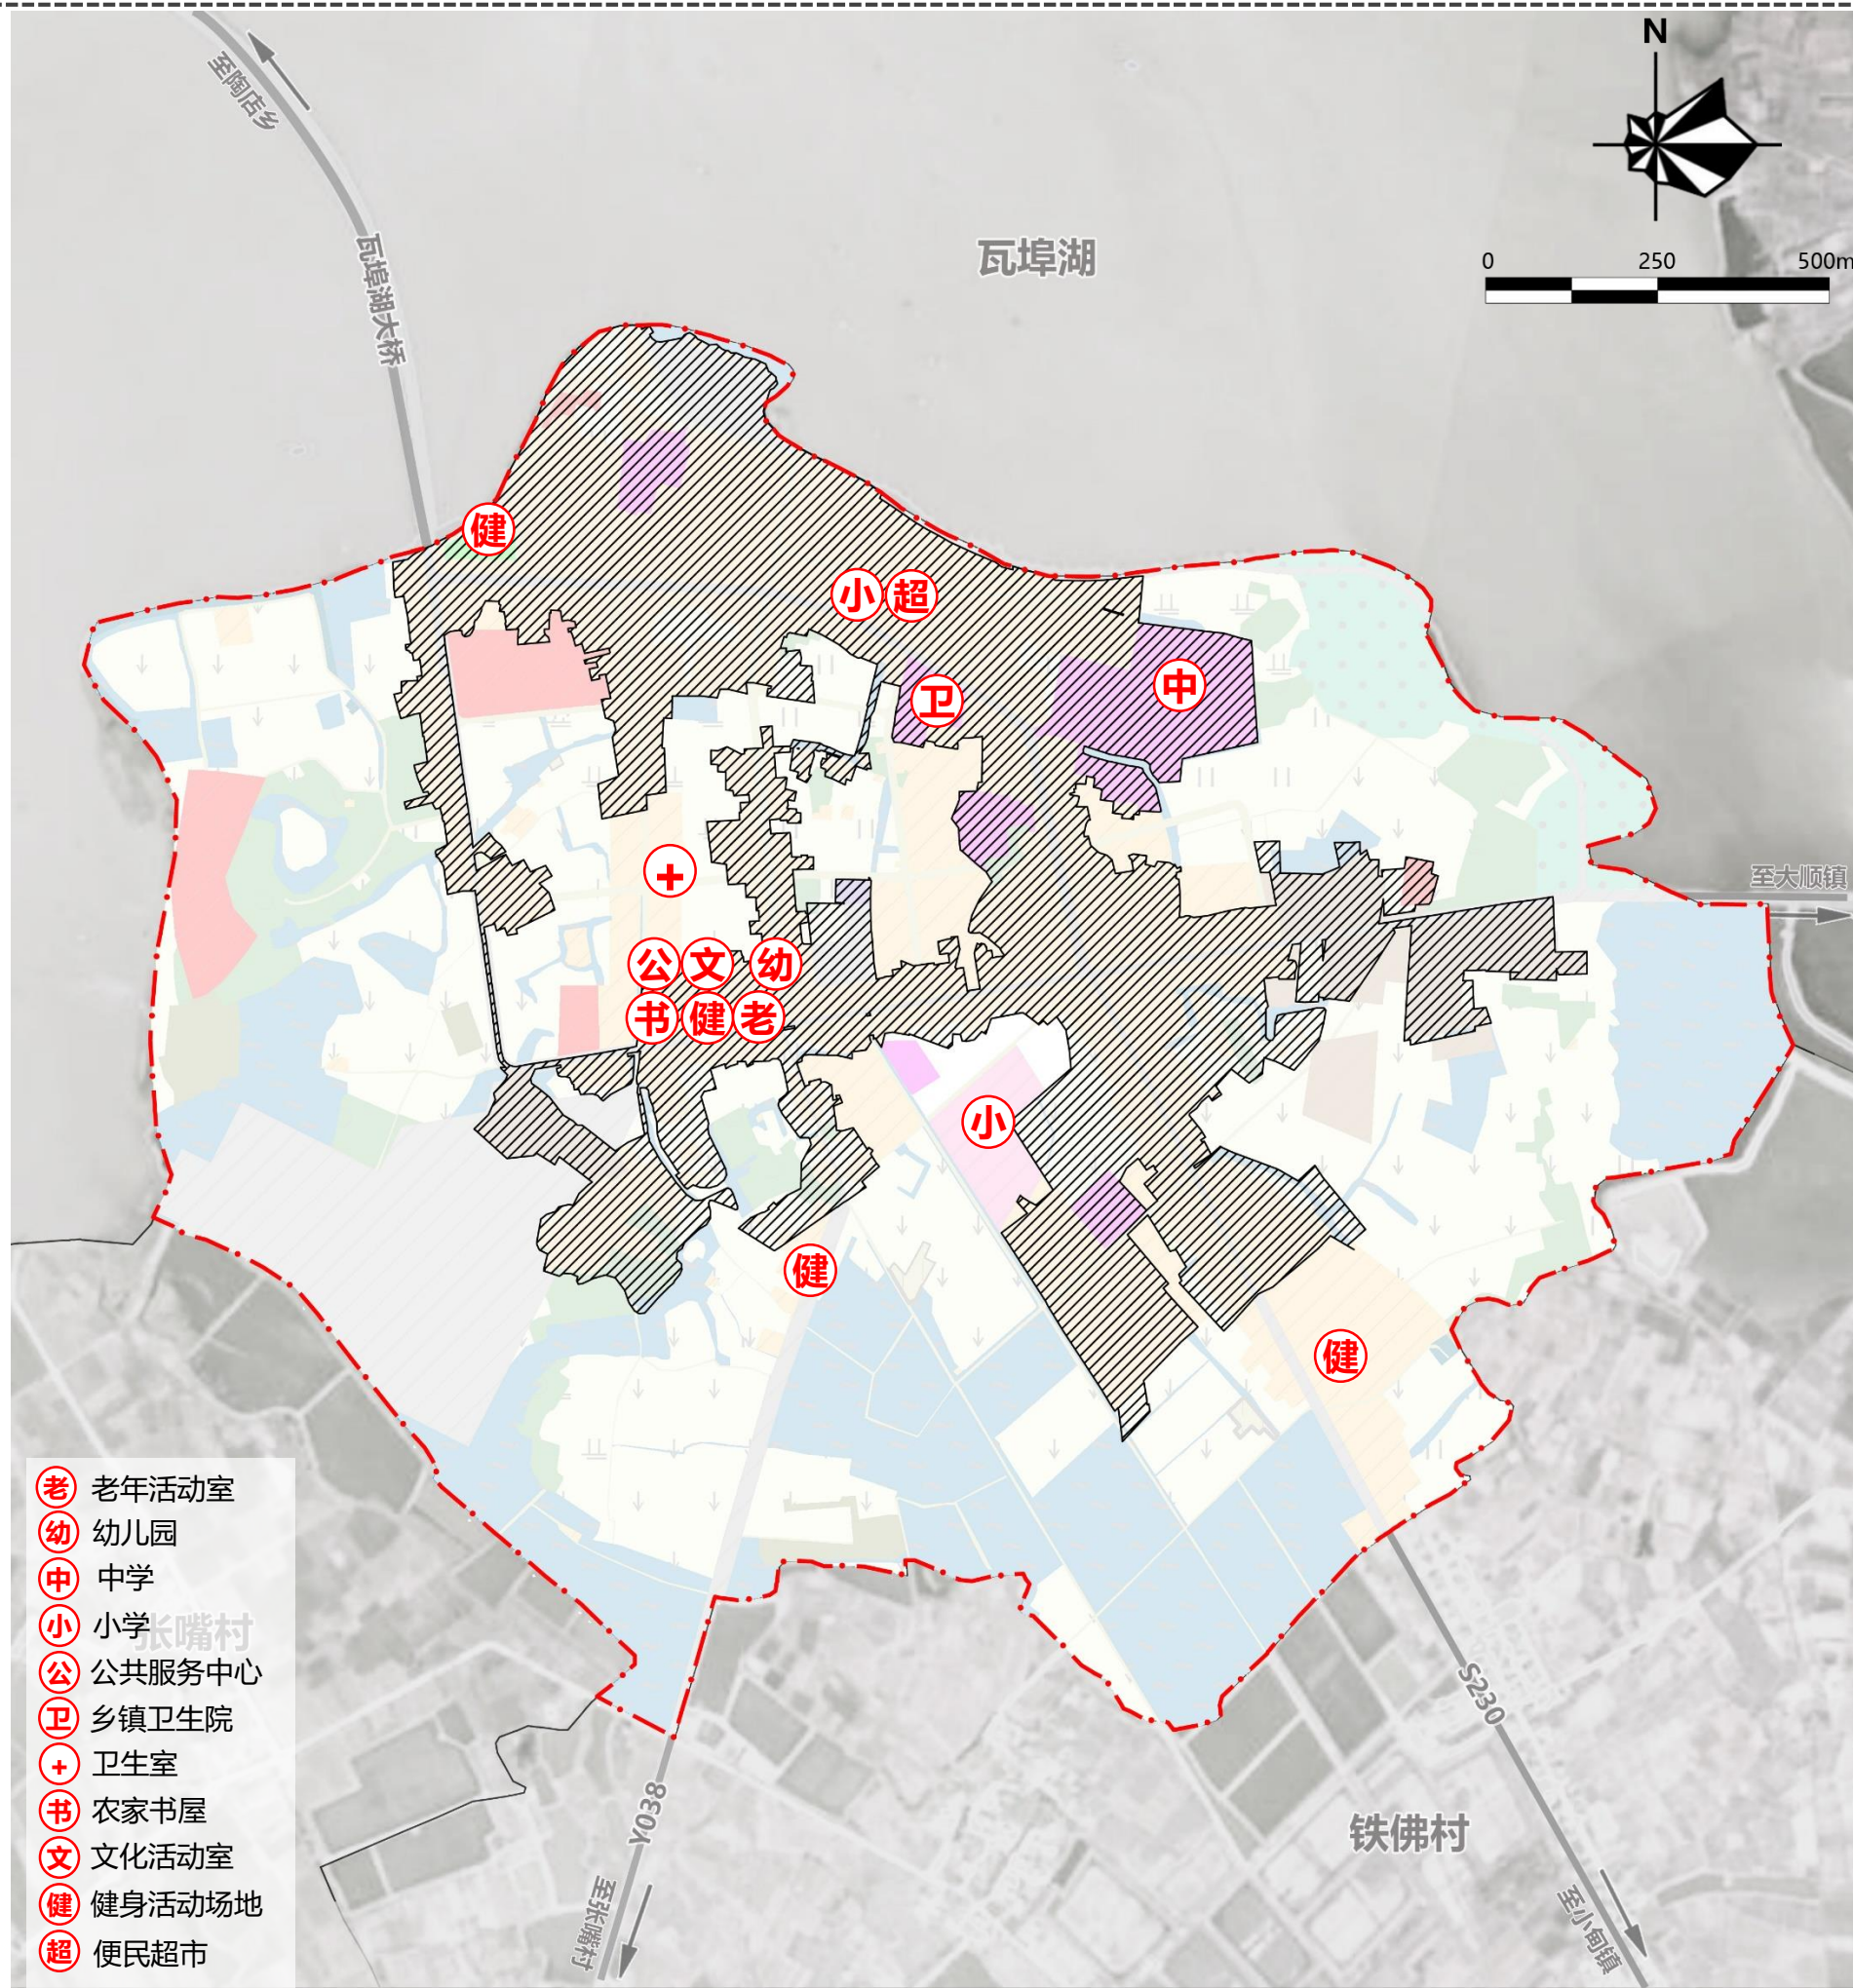 N
至陶店乡
瓦埠湖大桥
瓦埠湖
0 250 500m
健
小 超
卫
中
+
至大顺镇
公 文 幼
书 健 老
小
健
健
老 老年活动室
幼 幼儿园
中 中学
小 小学
张嘴村
公 公共服务中心
卫 乡镇卫生院
+ 卫生室
书 农家书屋
文 文化活动室
健 健身活动场地
超 便民超市
S230
Y038
铁佛村
至张嘴村
至小甸镇